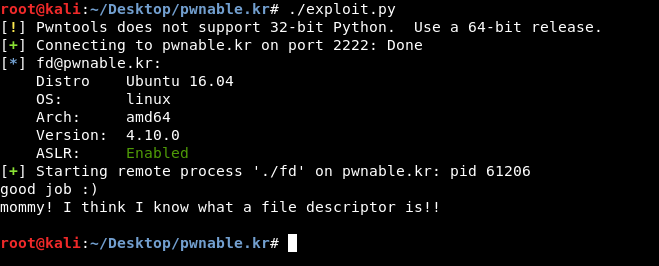 root@kali:~/Desktop/pwnable.kr# ./exploit.py
[!] Pwntools does not support 32-bit Python.  Use a 64-bit release.
[+] Connecting to pwnable.kr on port 2222: Done
[*] fd@pwnable.kr:
    Distro    Ubuntu 16.04
    OS:       linux
    Arch:     amd64
    Version:  4.10.0
    ASLR:     Enabled
[+] Starting remote process './fd' on pwnable.kr: pid 61206
good job :)
mommy! I think I know what a file descriptor is!!
root@kali:~/Desktop/pwnable.kr#